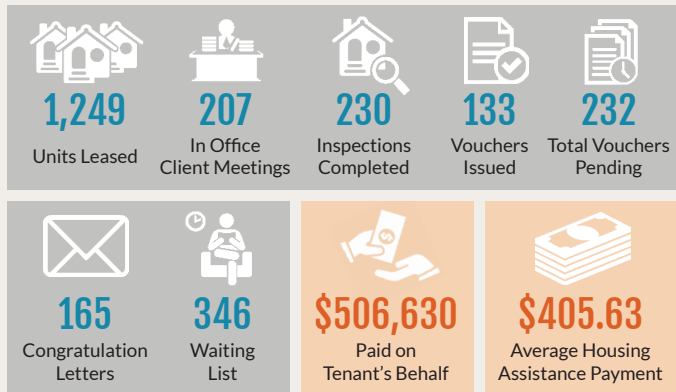 1,249
Units Leased
207
In Office
Client Meetings
230
Inspections
Completed
133
Vouchers
Issued
232
Total Vouchers
Pending
165
Congratulation
Letters
346
Waiting
List
$
$506,630
Paid on
Tenant's Behalf
$405.63
Average Housing
Assistance Payment